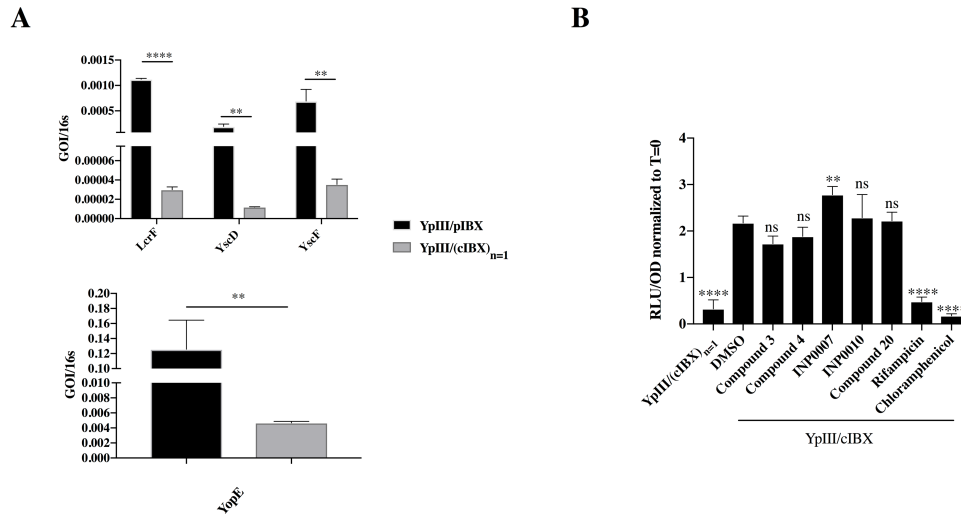 A
0.0015
0.0010
0.0005
0.00006
0.00004
0.00002
0.00000
GOI/16s
****
**
**
LcrF
YscD
YscF
YpIII/pIBX
YpIII/(cIBX)n=1
0.20
0.18
0.16
0.14
0.12
0.10
0.010
0.008
0.006
0.004
0.002
0.000
GOI/16s
**
YopE
B
4
3
2
1
0
RLU/OD normalized to T=0
****
ns
ns
**
ns
ns
****
****
YpIII/(cIBX)n=1
DMSO
Compound 3
Compound 4
INP0007
INP0010
Compound 20
Rifampicin
Chloramphenicol
YpIII/cIBX